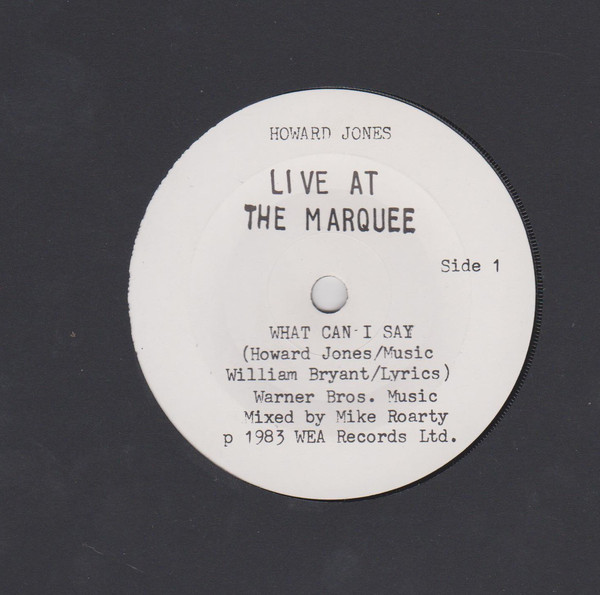 HOWARD JONES
LIVE AT
THE MARQUEE
Side 1
WHAT CAN I SAY
(Howard Jones/Music
William Bryant/Lyrics)
Warner Bros. Music
Mixed by Mike Roarty
p 1983 WEA Records Ltd.